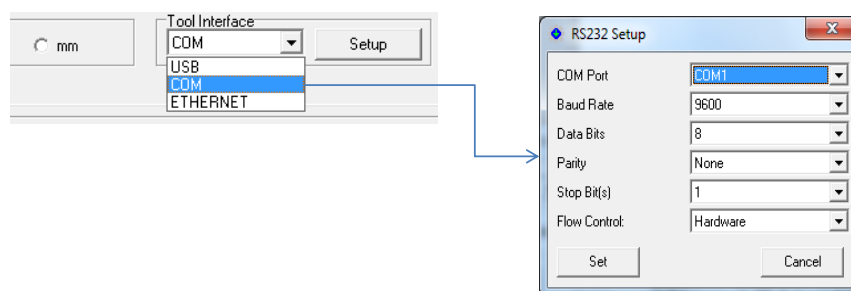 mm
Tool Interface
COM
Setup
USB
COM
ETHERNET
RS232 Setup
COM Port COM1
Baud Rate 9600
Data Bits 8
Parity None
Stop Bit(s) 1
Flow Control: Hardware
Set Cancel